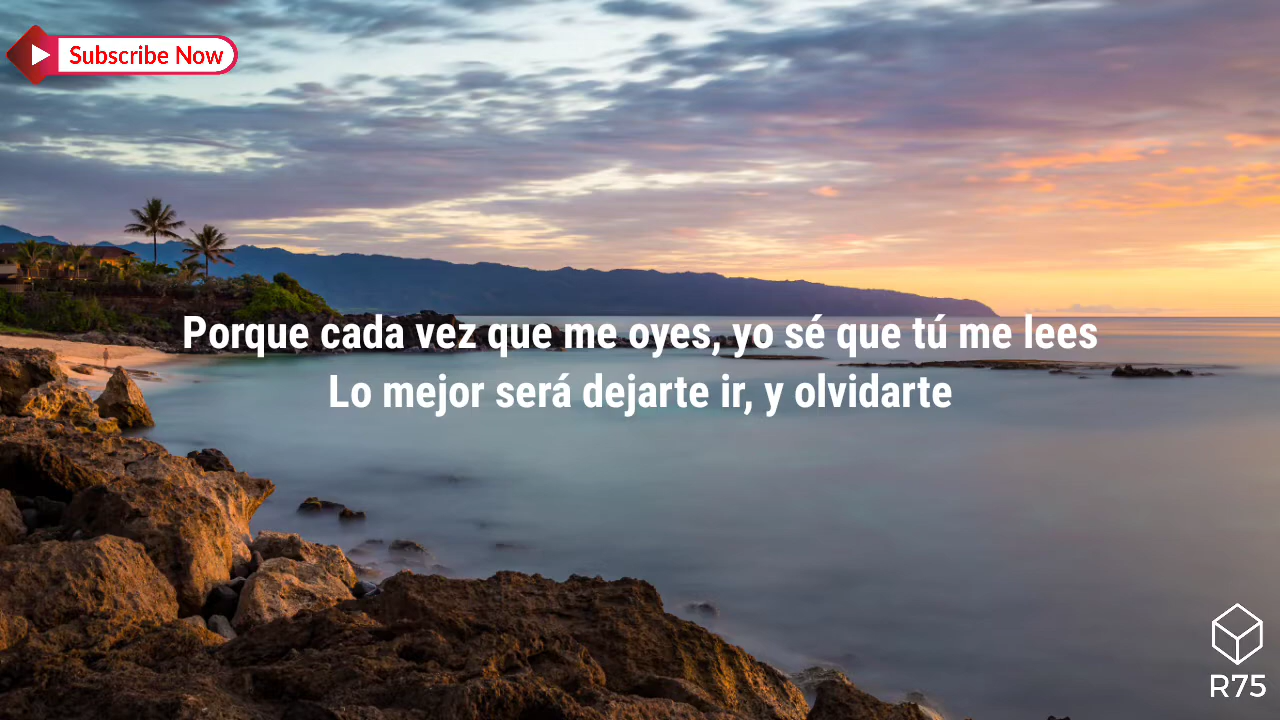 Subscribe Now
Porque cada vez que me oyes, yo sé que tú me lees
Lo mejor será dejarte ir, y olvidarte
R75